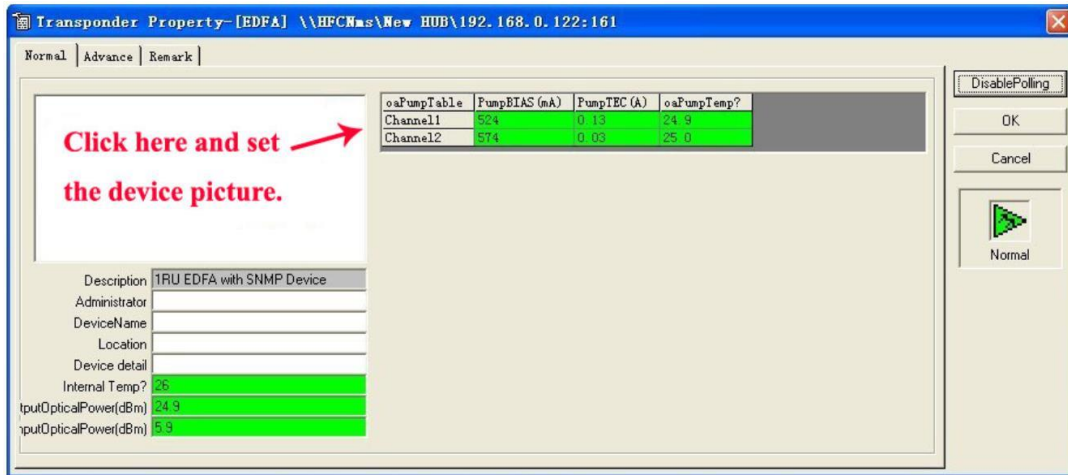 Transponder Property-[EDFA] \\HFCNms\New HUB\192.168.0.122:161
Normal Advance Remark
DisablePolling
OK
Cancel
Normal
Click here and set
the device picture.
oaPumpTable PumpBIAS(mA) PumpTEC(A) oaPumpTemp?
Channel1 524 0.13 24.9
Channel2 574 0.03 25.0
Description 1RU EDFA with SNMP Device
Administrator
DeviceName
Location
Device detail
Internal Temp? 26
tputOpticalPower(dBm) 24.9
nputOpticalPower(dBm) 5.9